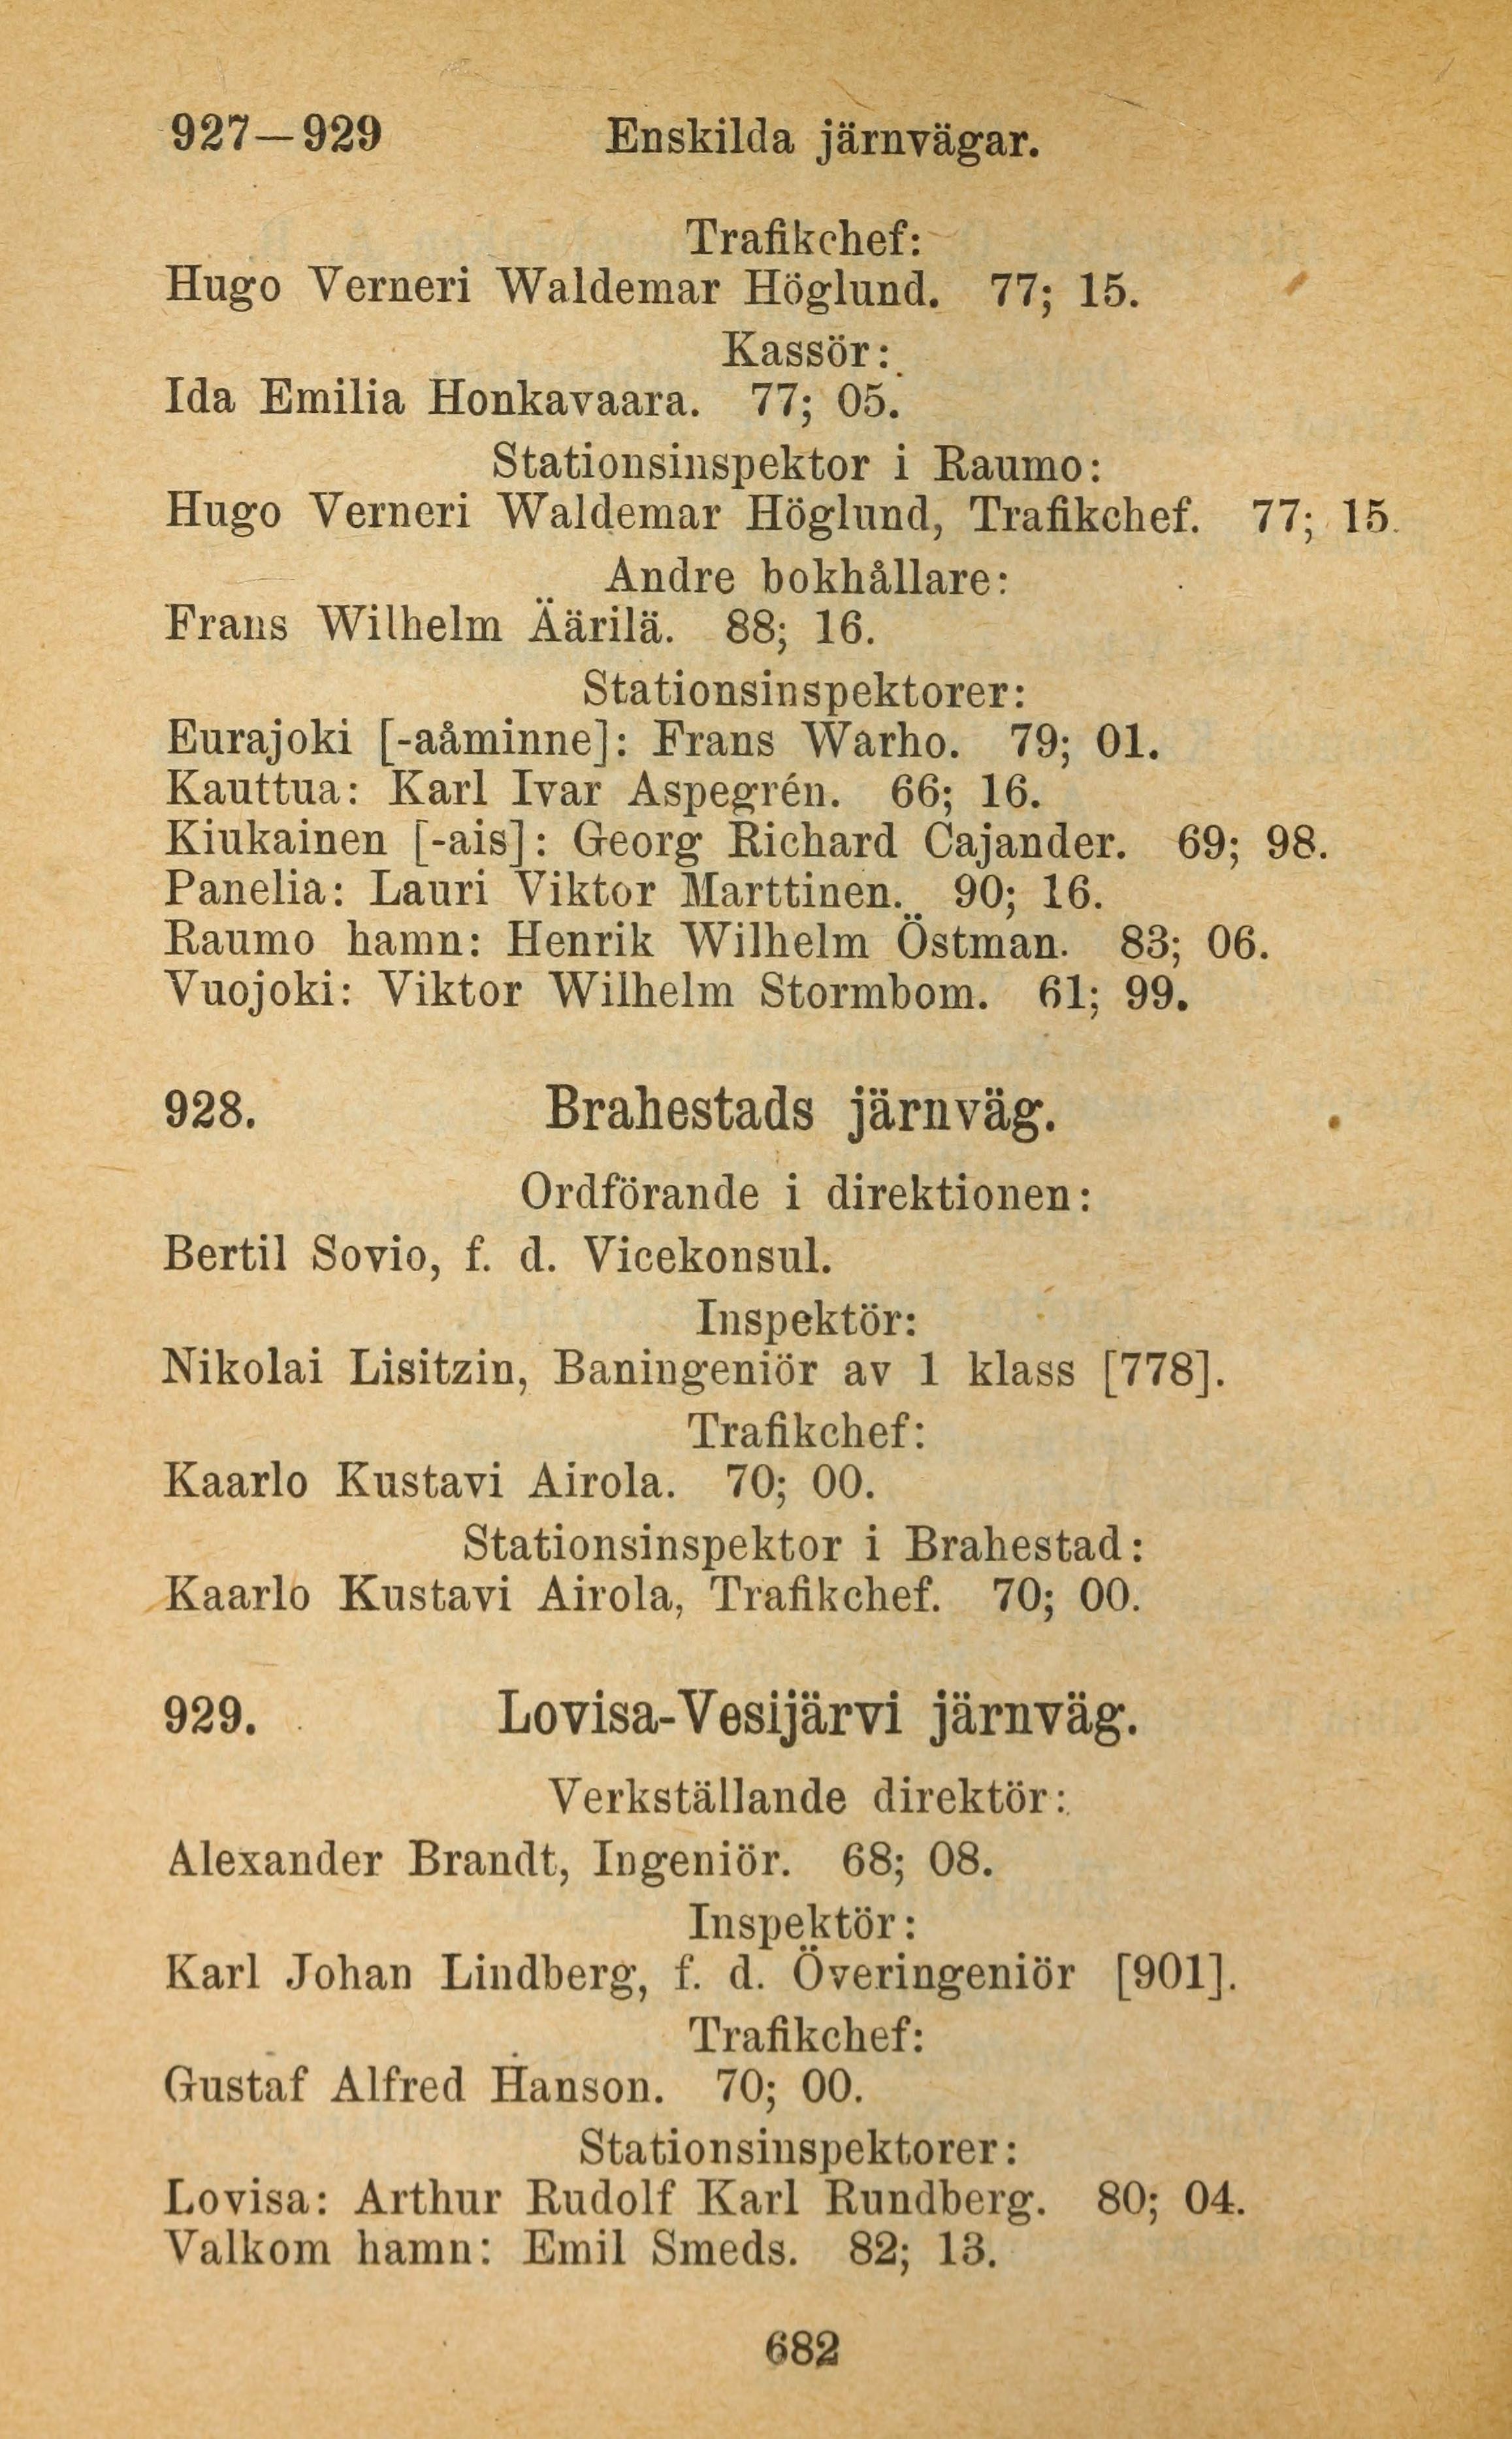 927—929 Enskilda järnvägar.
Trafikchef:
Hugo Verneri Waldemar Höglund. 77; 15.
Kassör:
Ida Emilia Honkavaara. 77; 05.
Stationsinspektor i Raumo:
Hugo Verneri Waldemar Höglund, Trafikchef. 77; 15.
Andre bokhållare:
Frans Wilhelm Äärilä. 88; 16.
Stationsinspektorer:
Eurajoki [-aåminne]: Frans Warho. 79; 01.
Kauttua: Karl Ivar Aspegrén. 66; 16.
Kiukainen [-ais]: Georg Richard Cajander. 69; 98.
Panelia: Lauri Viktor Marttinen. 90; 16.
Raumo hamn: Henrik Wilhelm Östman. 83; 06.
Vuojoki: Viktor Wilhelm Stormbom. 61; 99.
928. Brahestads järnväg.
Ordförande i direktionen:
Bertil Sovio, f. d. Vicekonsul.
Inspektör:
Nikolai Lisitzin, Baningeniör av 1 klass [778].
Trafikchef:
Kaarlo Kustavi Airola. 70; 00.
Stationsinspektor i Brahestad:
Kaarlo Kustavi Airola, Trafikchef. 70; 00.
929. Lovisa-Vesijärvi järnväg.
Verkställande direktör:
Alexander Brandt, Ingeniör. 68; 08.
Inspektör:
Karl Johan Lindberg, f. d. Överingeniör [901].
Trafikchef:
Gustaf Alfred Hanson. 70; 00.
Stationsinspektorer:
Lovisa: Arthur Rudolf Karl Rundberg. 80; 04.
Valkom hamn: Emil Smeds. 82; 13.
682